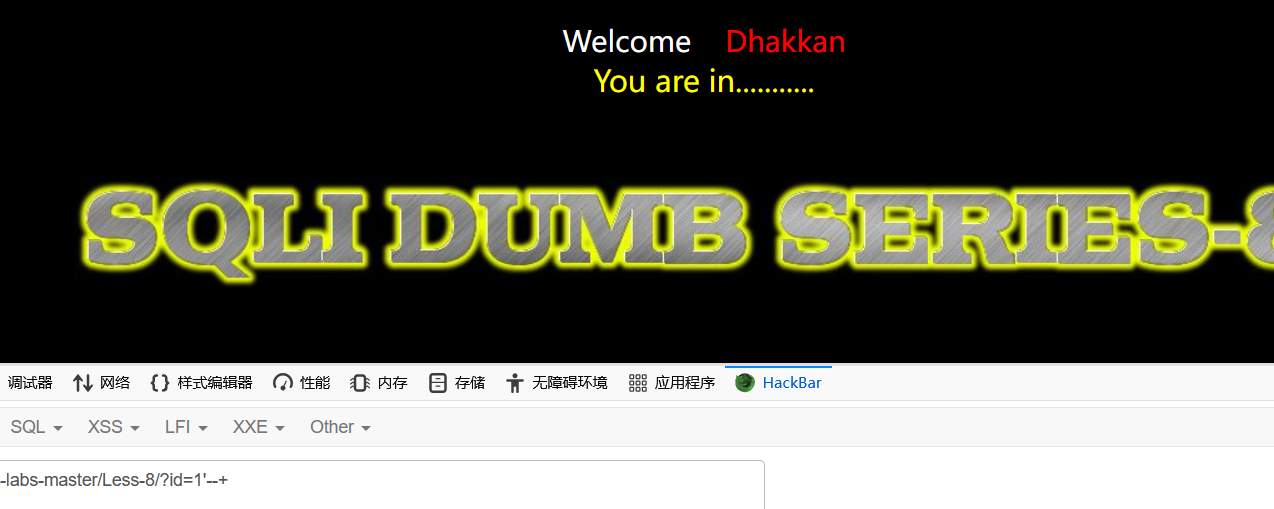 Welcome Dhakkan
You are in...........
SQLI DUMB SERIES-8
调试器 网络 样式编辑器 性能 内存 存储 无障碍环境 应用程序 HackBar
SQL XSS LFI XXE Other
-labs-master/Less-8/?id=1'--+